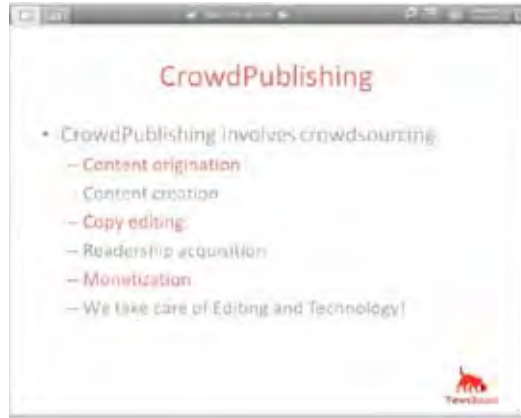 CrowdPublishing
• CrowdPublishing involves crowdsourcing
– Content origination
Content creation
– Copy editing
– Readership acquisition
– Monetization
– We take care of Editing and Technology!